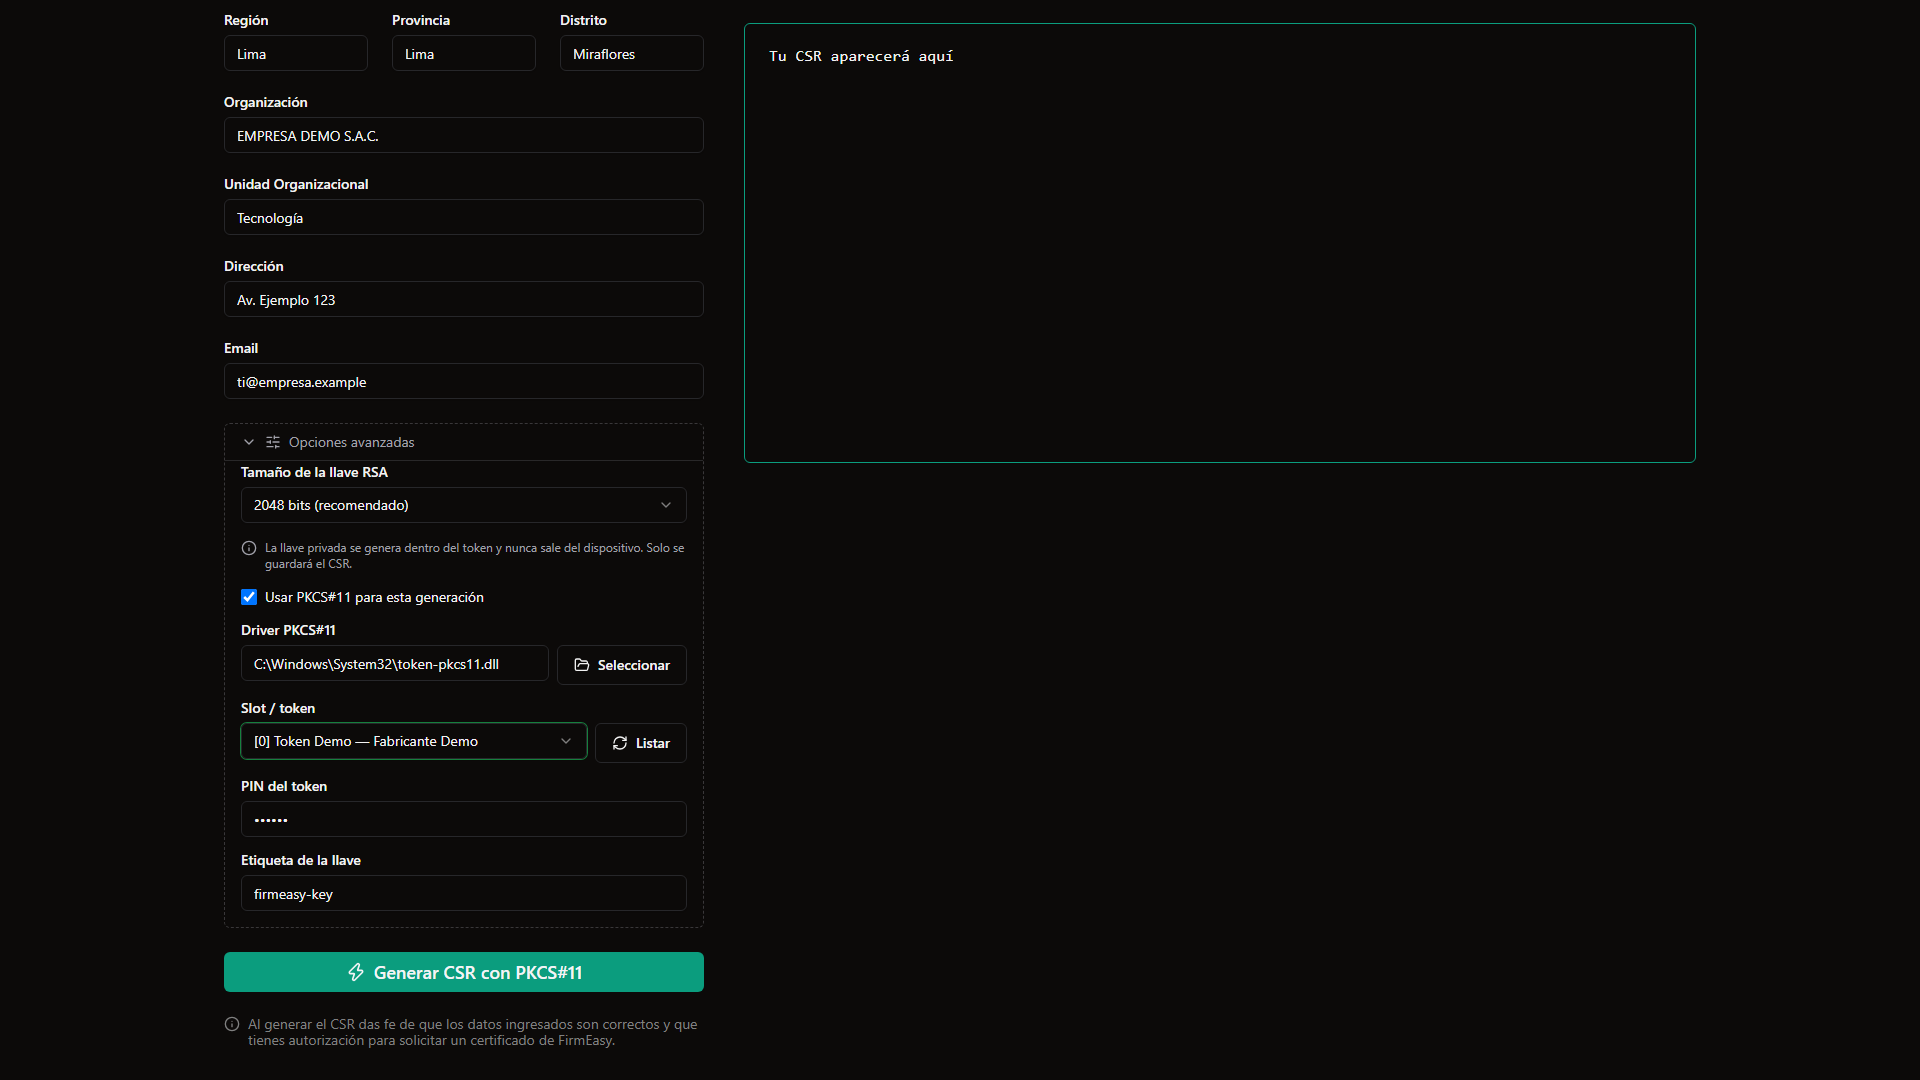 Región
Provincia
Distrito
Lima
Lima
Miraflores
Organización
EMPRESA DEMO S.A.C.
Unidad Organizacional
Tecnología
Dirección
Av. Ejemplo 123
Email
ti@empresa.example
Opciones avanzadas
Tamaño de la llave RSA
2048 bits (recomendado)
La llave privada se genera dentro del token y nunca sale del dispositivo. Solo se
guardará el CSR.
Usar PKCS#11 para esta generación
Driver PKCS#11
C:\Windows\System32\token-pkcs11.dll
Seleccionar
Slot / token
[0] Token Demo — Fabricante Demo
Listar
PIN del token
••••••
Etiqueta de la llave
firmeasy-key
Generar CSR con PKCS#11
Al generar el CSR das fe de que los datos ingresados son correctos y que
tienes autorización para solicitar un certificado de FirmEasy.
Tu CSR aparecerá aquí